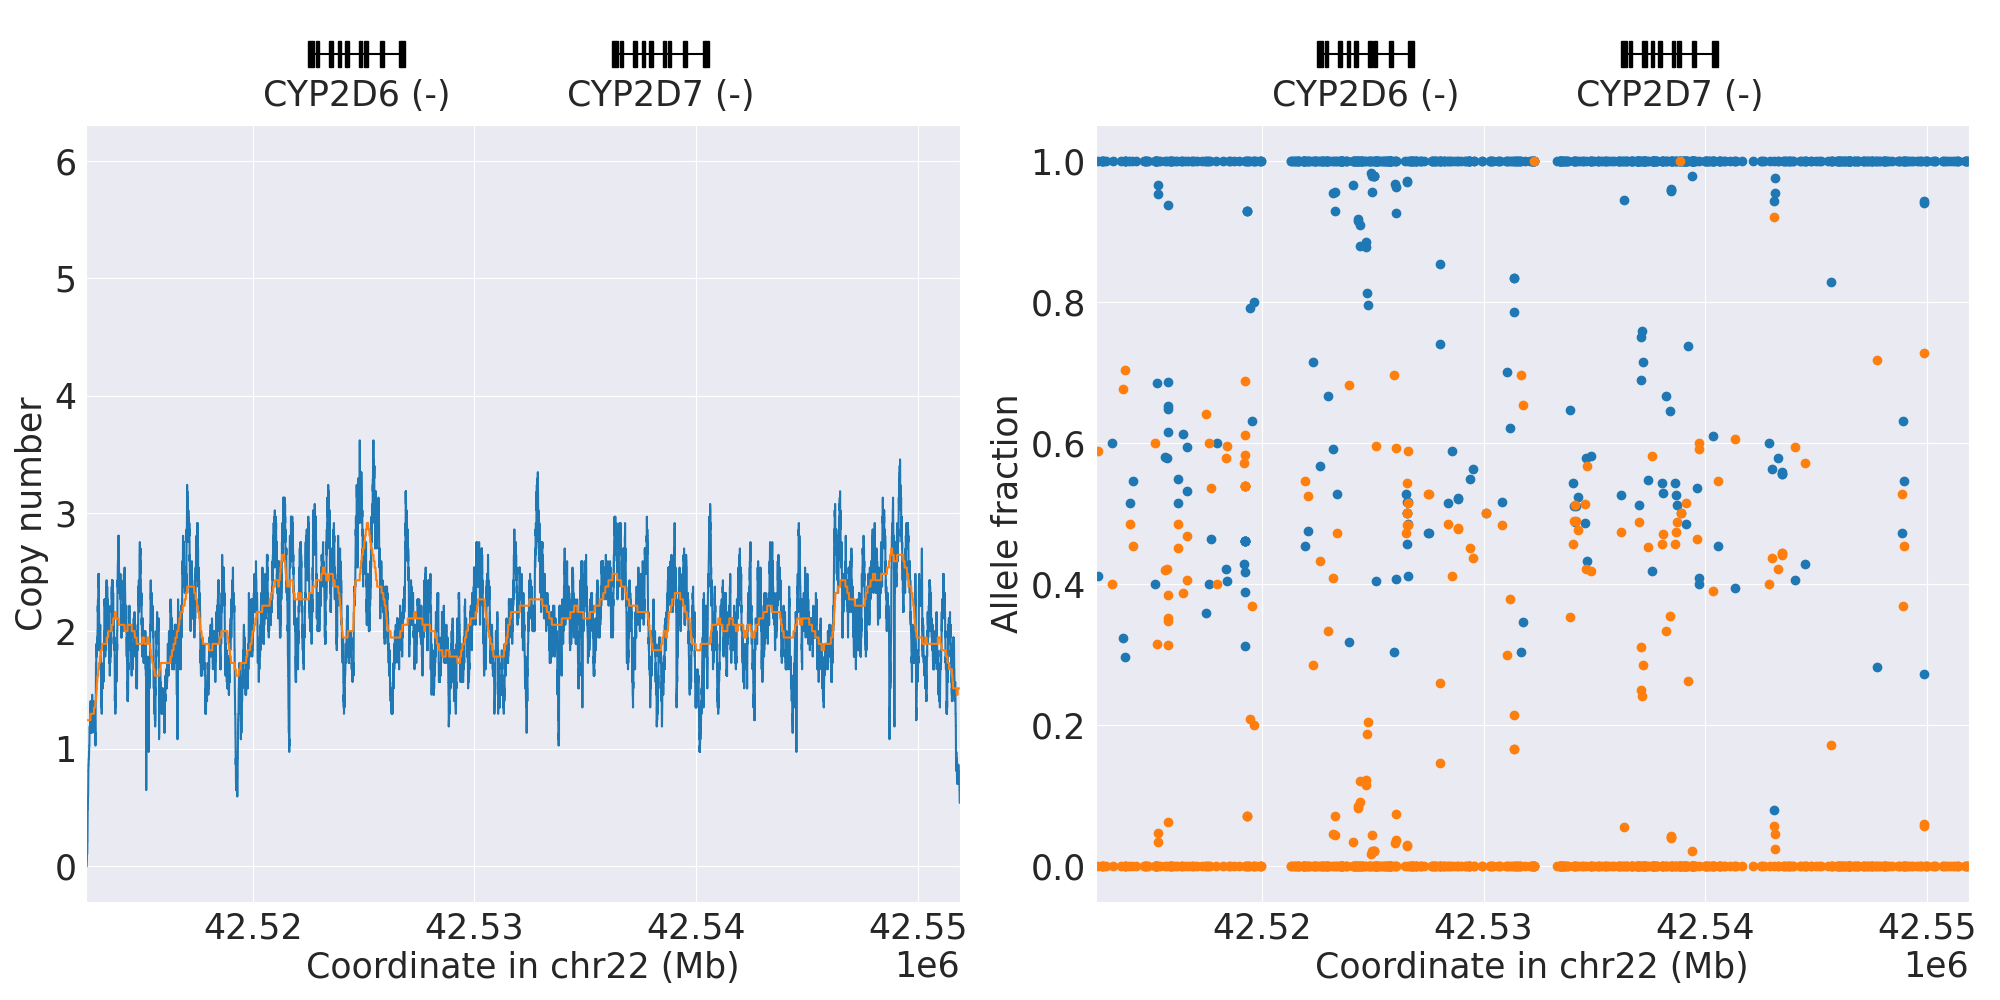 CYP2D6 (-) CYP2D7 (-)
6
5
4
3
2
1
0
Copy number
42.52 42.53 42.54 42.55
Coordinate in chr22 (Mb) 1e6
CYP2D6 (-) CYP2D7 (-)
1.0
0.8
0.6
0.4
0.2
0.0
Allele fraction
42.52 42.53 42.54 42.55
Coordinate in chr22 (Mb) 1e6